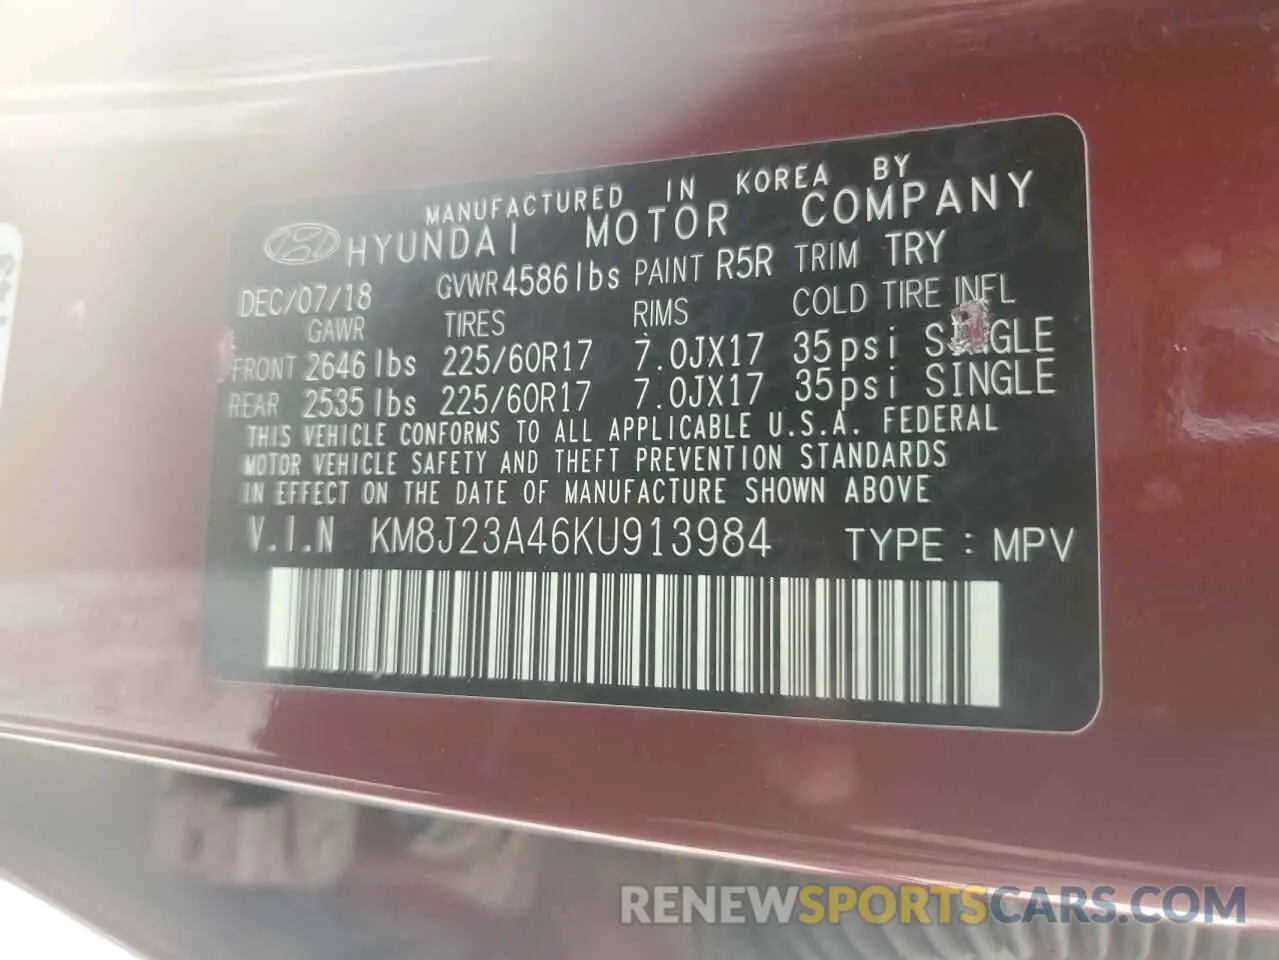 MANUFACTURED IN KOREA BY
HYUNDAI MOTOR COMPANY
DEC/07/18 GVWR 4586 lbs PAINT R5R TRIM TRY
GAWR TIRES RIMS COLD TIRE INFL
FRONT 2646 lbs 225/60R17 7.0JX17 35psi SINGLE
REAR 2535 lbs 225/60R17 7.0JX17 35psi SINGLE
THIS VEHICLE CONFORMS TO ALL APPLICABLE U.S.A. FEDERAL
MOTOR VEHICLE SAFETY AND THEFT PREVENTION STANDARDS
IN EFFECT ON THE DATE OF MANUFACTURE SHOWN ABOVE
V.I.N KM8J23A46KU913984 TYPE : MPV
RENEWSPORTSCARS.COM